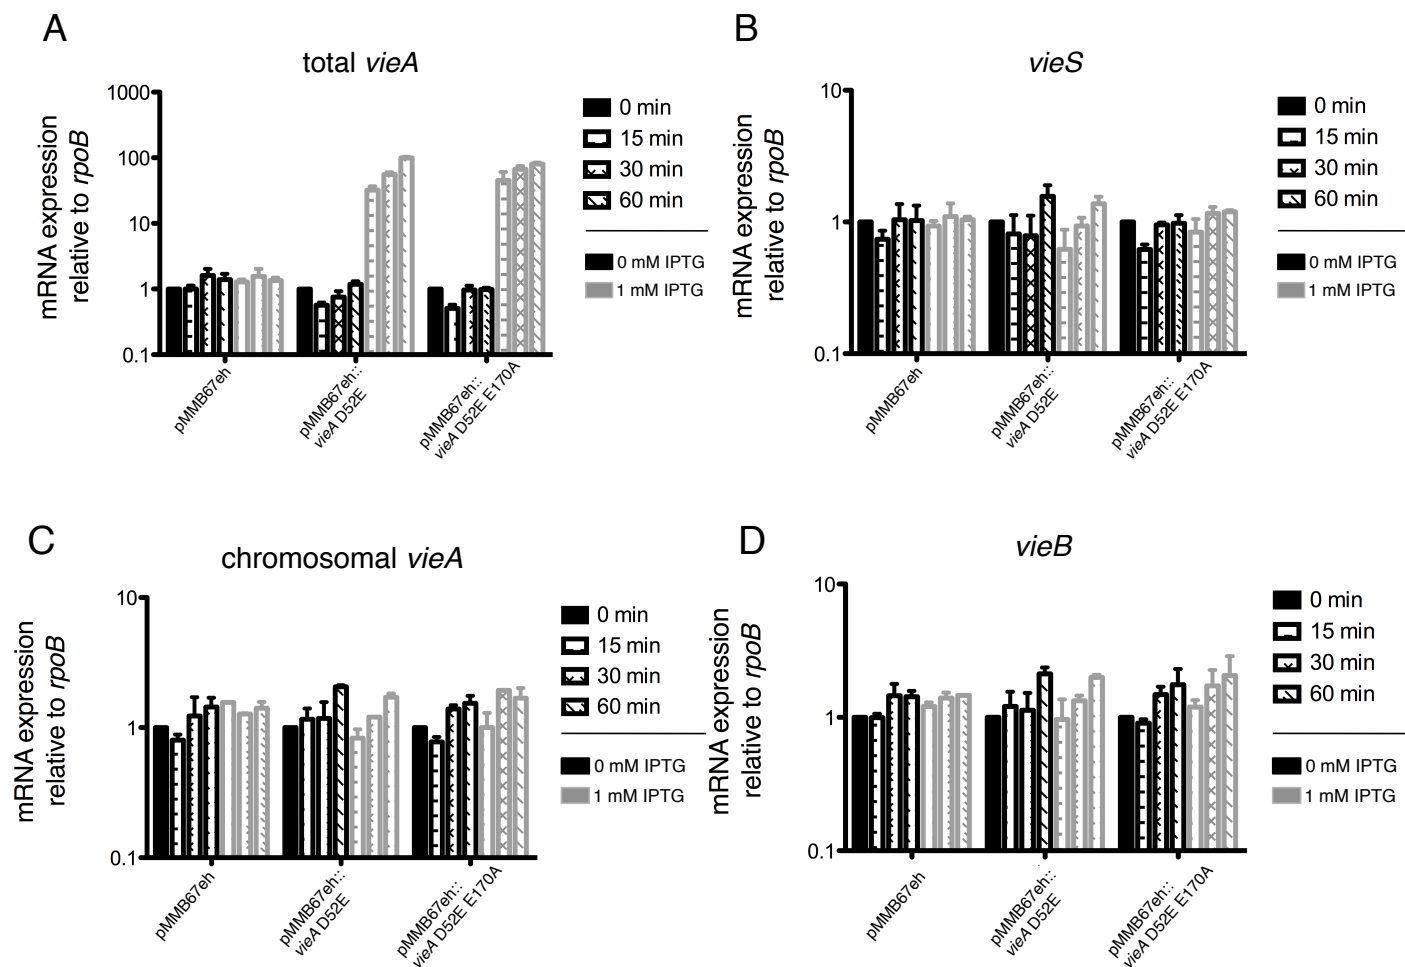 A
total vieA
mRNA expression
relative to rpoB
1000
100
10
1
0.1
pMMB67eh
pMMB67eh::
vieA D52E
pMMB67eh::
vieA D52E E170A
0 min
15 min
30 min
60 min
0 mM IPTG
1 mM IPTG
B
vieS
mRNA expression
relative to rpoB
10
1
0.1
pMMB67eh
pMMB67eh::
vieA D52E
pMMB67eh::
vieA D52E E170A
0 min
15 min
30 min
60 min
0 mM IPTG
1 mM IPTG
C
chromosomal vieA
mRNA expression
relative to rpoB
10
1
0.1
pMMB67eh
pMMB67eh::
vieA D52E
pMMB67eh::
vieA D52E E170A
0 min
15 min
30 min
60 min
0 mM IPTG
1 mM IPTG
D
vieB
mRNA expression
relative to rpoB
10
1
0.1
pMMB67eh
pMMB67eh::
vieA D52E
pMMB67eh::
vieA D52E E170A
0 min
15 min
30 min
60 min
0 mM IPTG
1 mM IPTG